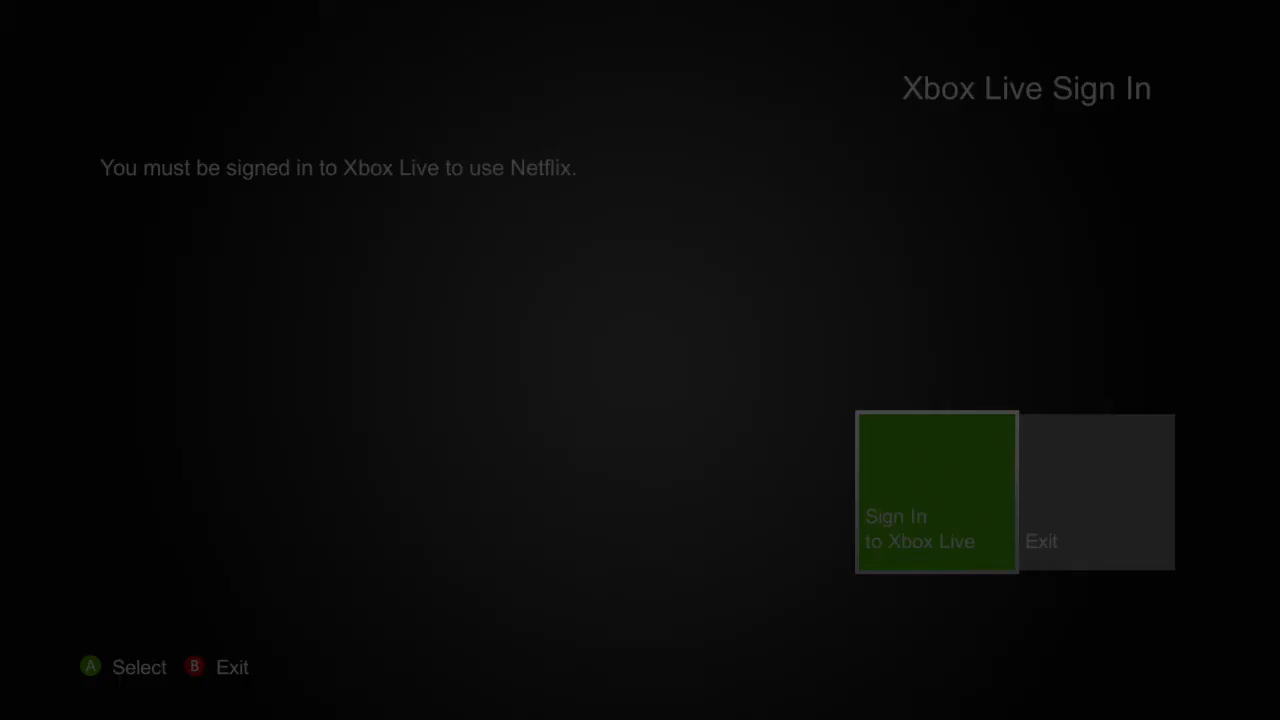 Xbox Live Sign In
You must be signed in to Xbox Live to use Netflix.
Sign In
to Xbox Live
Exit
A Select B Exit